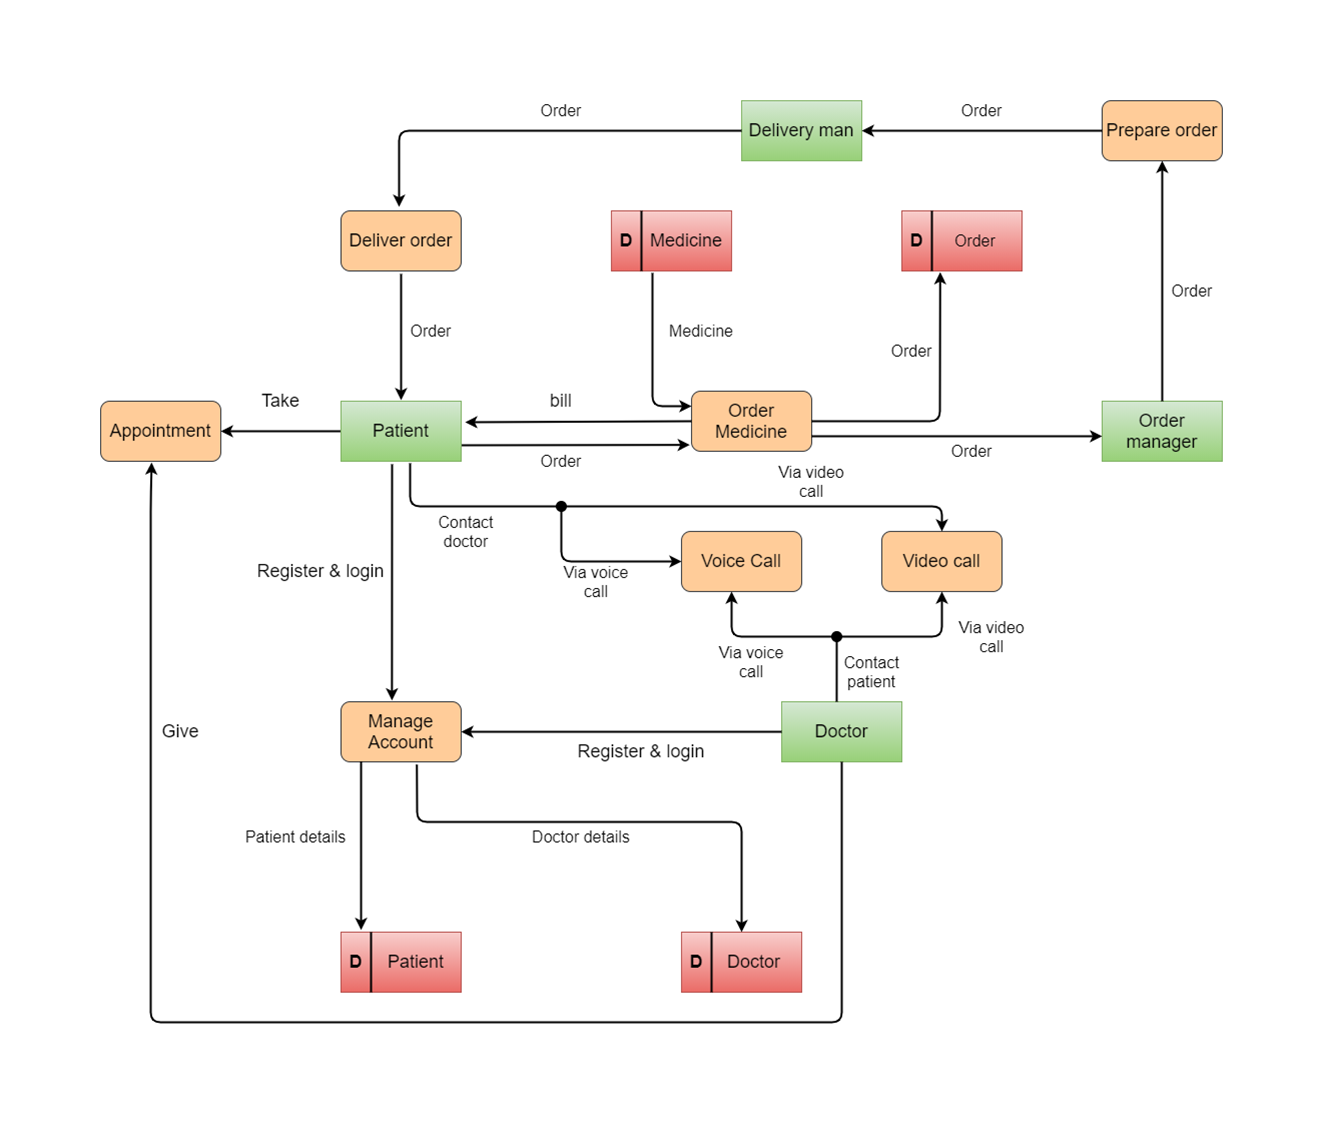 Order
Delivery man
Order
Prepare order
Deliver order
D Medicine
D Order
Order
Medicine
Order
Order
Appointment
Take
Patient
bill
Order
Medicine
Order
manager
Order
Order
Via video
call
Contact
doctor
Register & login
Via voice
call
Voice Call
Video call
Via video
call
Via voice
call
Contact
patient
Give
Manage
Account
Register & login
Doctor
Patient details
Doctor details
D Patient
D Doctor